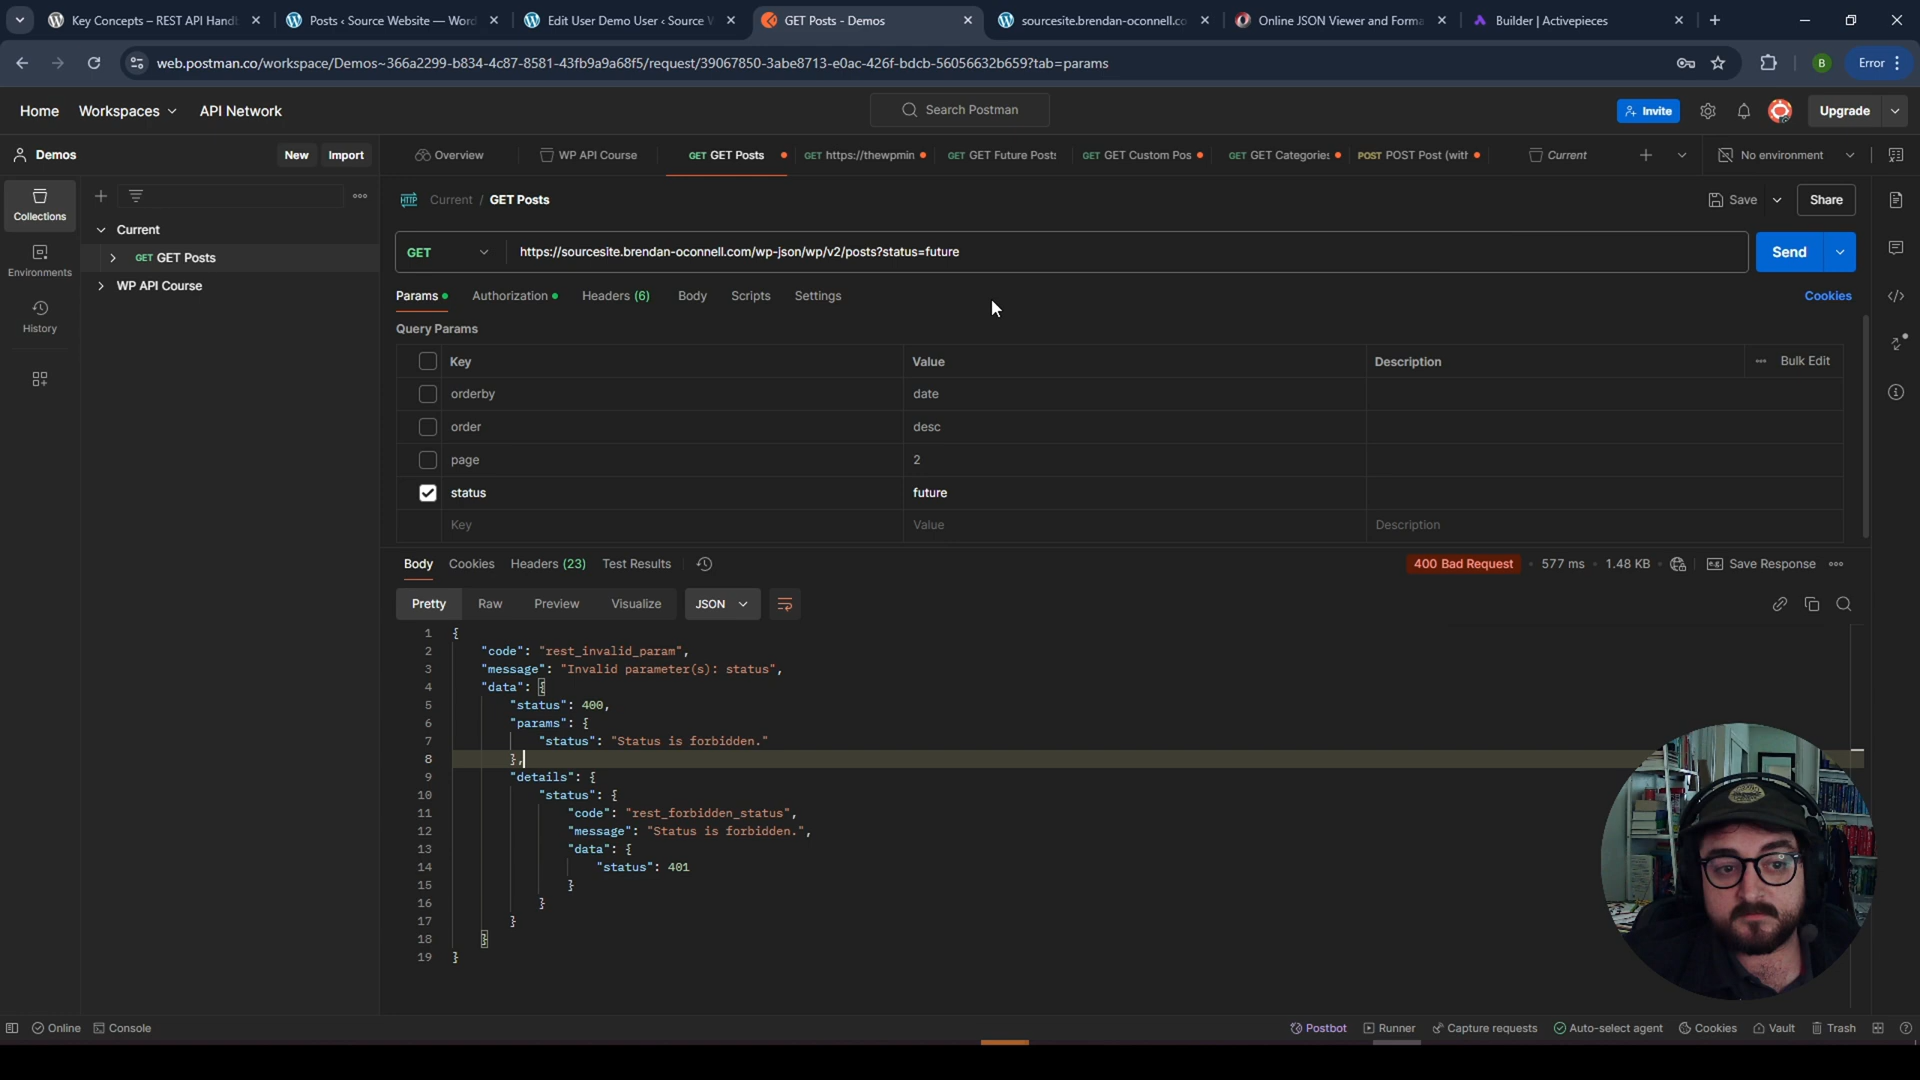 Key Concepts – REST API Handl
Posts ‹ Source Website — Word
Edit User Demo User ‹ Source W
GET Posts - Demos
sourcesite.brendan-oconnell.co
Online JSON Viewer and Forma
Builder | Activepieces
web.postman.co/workspace/Demos~366a2299-b834-4c87-8581-43fb9a9a68f5/request/39067850-3abe8713-e0ac-426f-bdcb-56056632b659?tab=params
B
Error
Home
Workspaces
API Network
Search Postman
Invite
Upgrade
Demos
New
Import
Overview
WP API Course
GET GET Posts
GET https://thewpmin
GET GET Future Posts
GET GET Custom Pos
GET GET Categories
POST POST Post (with
Current
No environment
Collections
Environments
History
Current
GET GET Posts
WP API Course
HTTP Current / GET Posts
Save
Share
GET
https://sourcesite.brendan-oconnell.com/wp-json/wp/v2/posts?status=future
Send
Params
Authorization
Headers (6)
Body
Scripts
Settings
Cookies
Query Params
Key Value Description Bulk Edit
orderby date
order desc
page 2
status future
Key Value Description
Body
Cookies
Headers (23)
Test Results
400 Bad Request
577 ms
1.48 KB
Save Response
Pretty
Raw
Preview
Visualize
JSON
1 {
2 "code": "rest_invalid_param",
3 "message": "Invalid parameter(s): status",
4 "data": {
5 "status": 400,
6 "params": {
7 "status": "Status is forbidden."
8 },
9 "details": {
10 "status": {
11 "code": "rest_forbidden_status",
12 "message": "Status is forbidden.",
13 "data": {
14 "status": 401
15 }
16 }
17 }
18 }
19 }
Online
Console
Postbot
Runner
Capture requests
Auto-select agent
Cookies
Vault
Trash